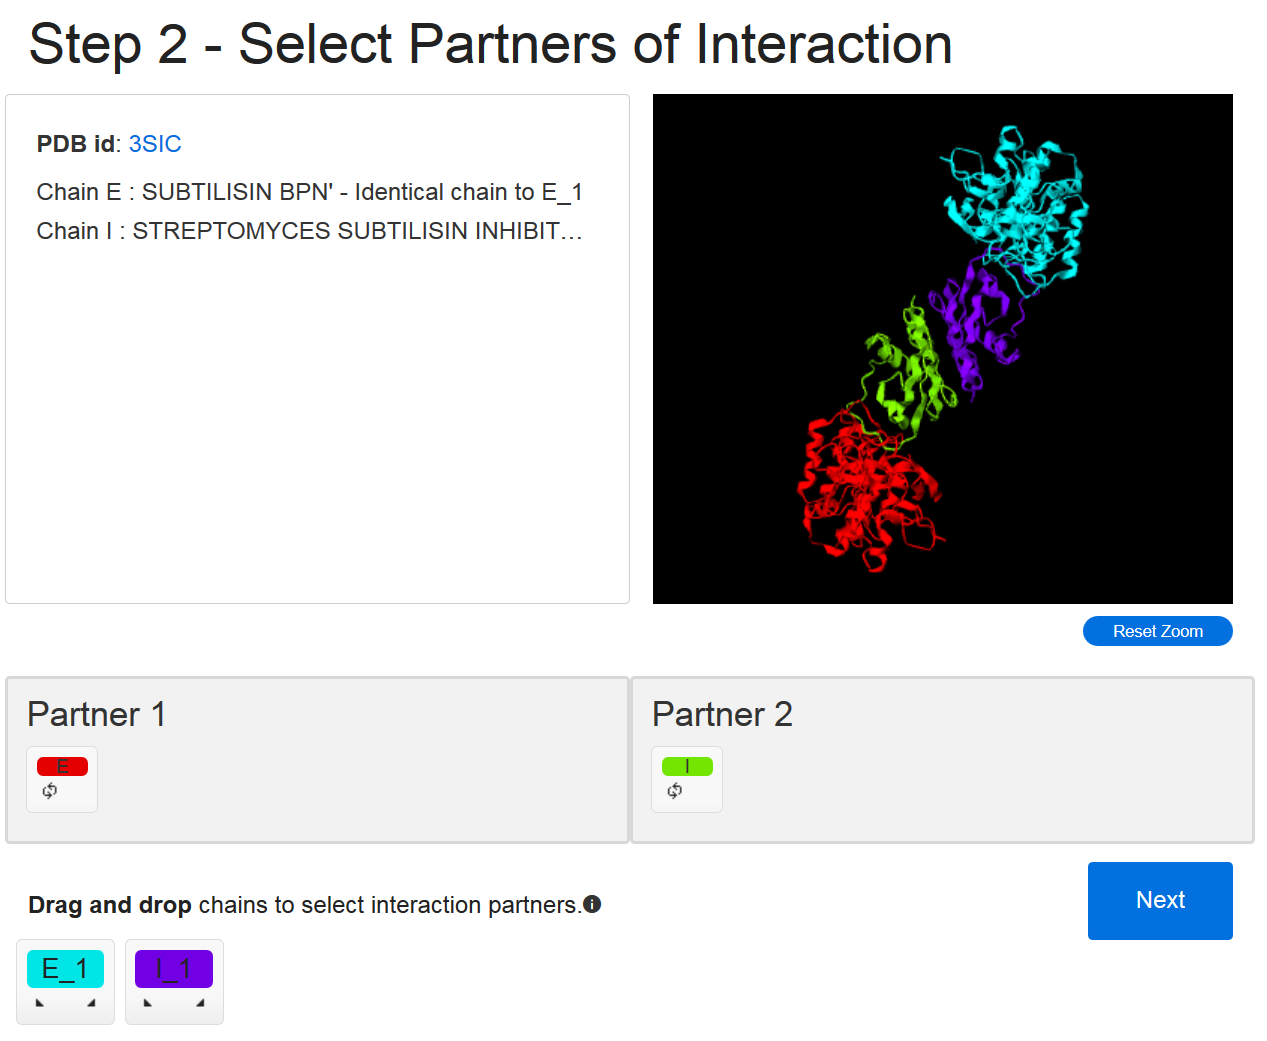 Step 2 - Select Partners of Interaction
PDB id: 3SIC
Chain E : SUBTILISIN BPN' - Identical chain to E_1
Chain I : STREPTOMYCES SUBTILISIN INHIBIT...
Reset Zoom
Partner 1
E
Partner 2
I
Drag and drop chains to select interaction partners.
Next
E_1
I_1